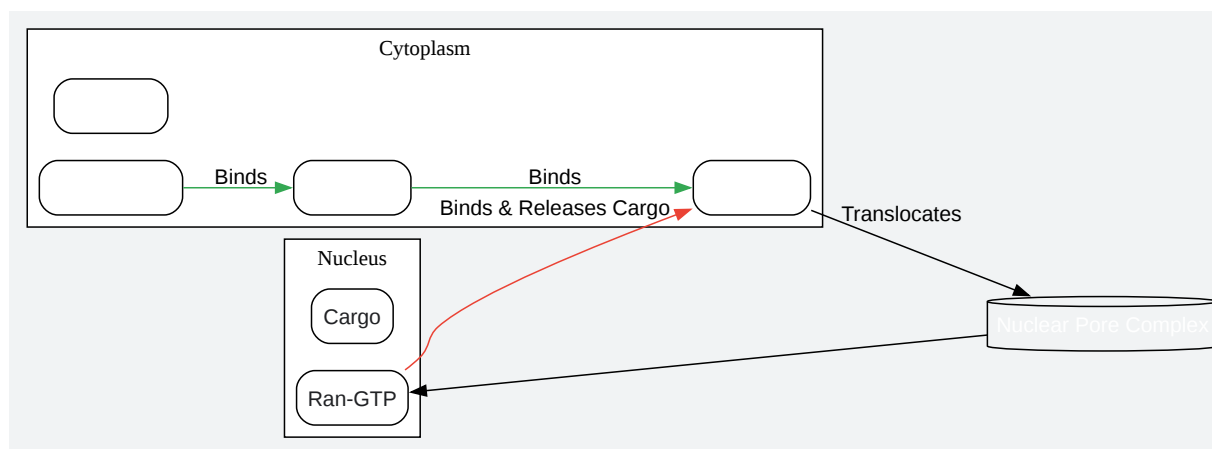 Cytoplasm
Binds
Binds
Binds & Releases Cargo
Translocates
Nucleus
Cargo
Nuclear Pore Complex
Ran-GTP